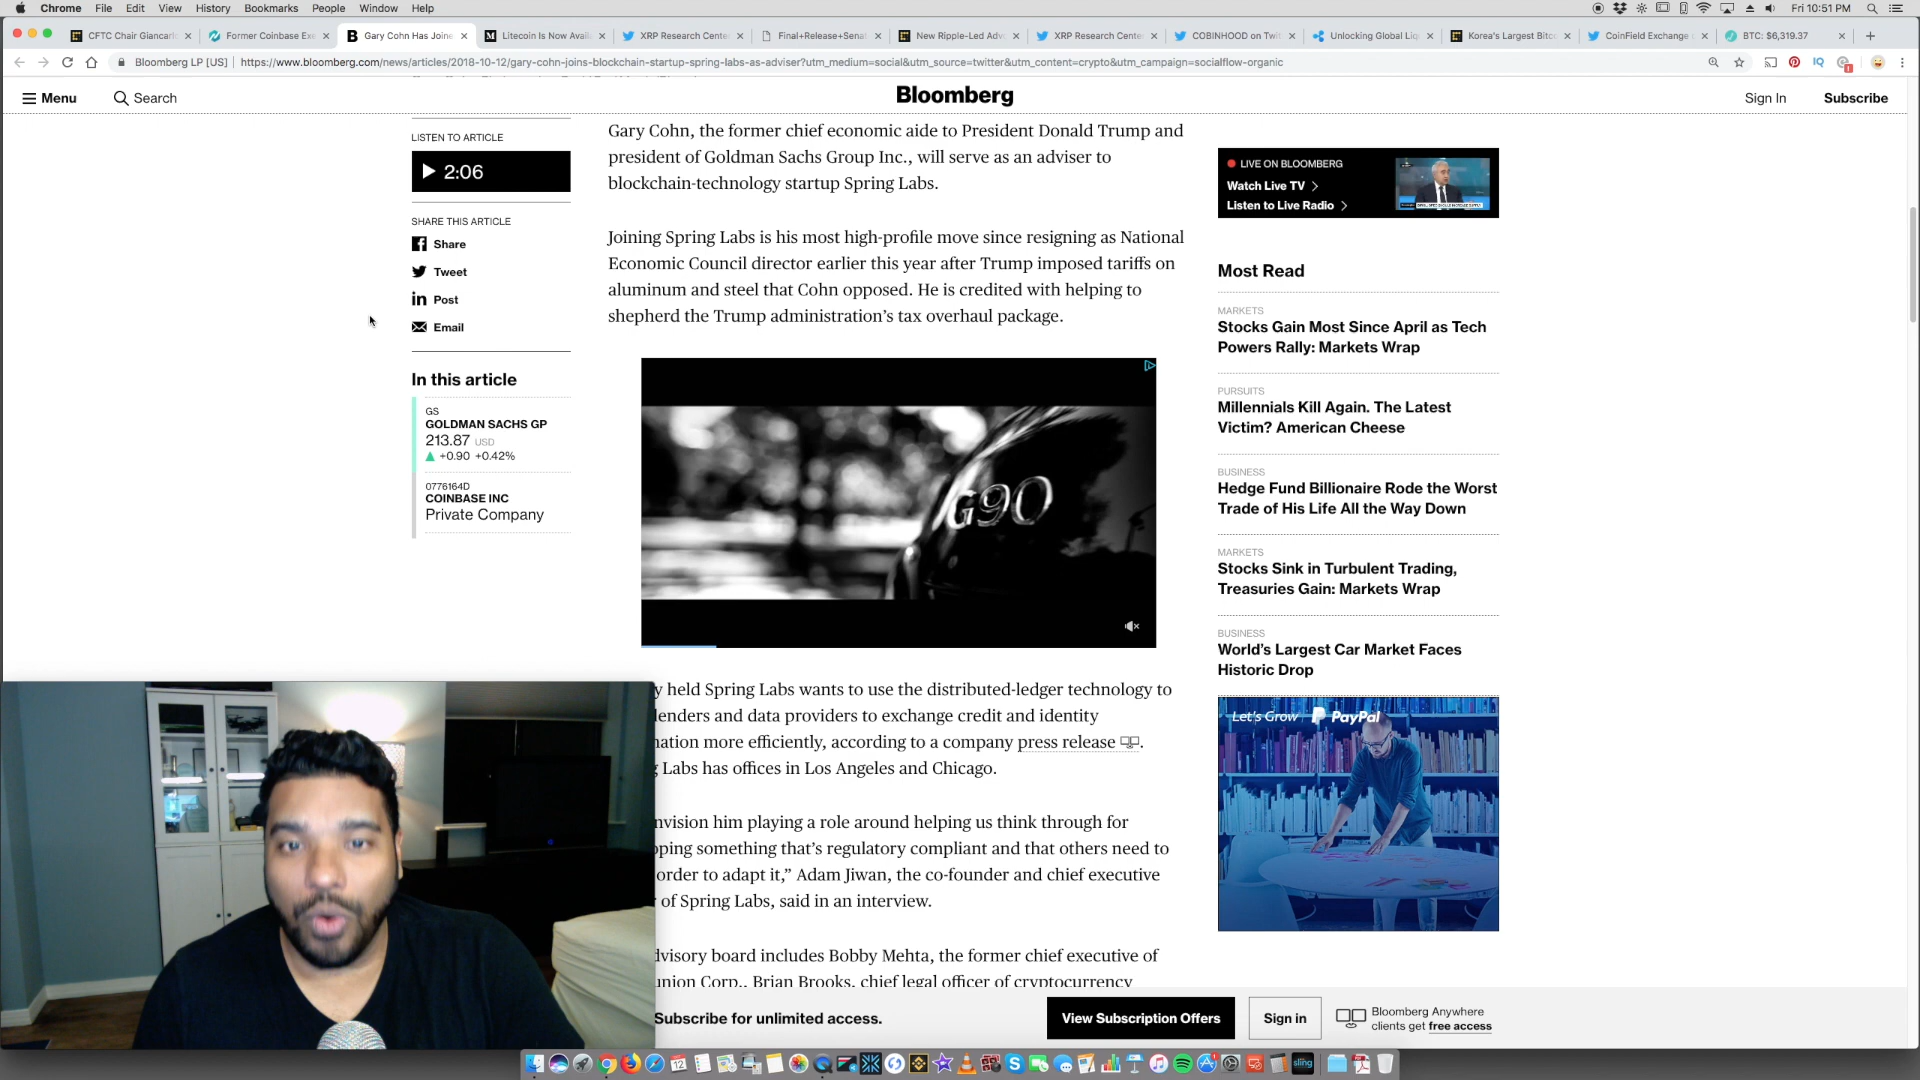 Chrome File Edit View History Bookmarks People Window Help
Fri 10:51 PM
CFTC Chair Giancarl
Former Coinbase Exe
Gary Cohn Has Joine
Litecoin Is Now Avai
XRP Research Cente
Final+Release+Senat
New Ripple-Led Advo
XRP Research Cente
COBINHOOD on Twit
Unlocking Global Liq
Korea's Largest Bitc
CoinField Exchange
BTC: $6,319.37
Bloomberg LP [US] https://www.bloomberg.com/news/articles/2018-10-12/gary-cohn-joins-blockchain-startup-spring-labs-as-adviser?utm_medium=social&utm_source=twitter&utm_content=crypto&utm_campaign=socialflow-organic
Menu
Search
Bloomberg
Sign In
Subscribe
LISTEN TO ARTICLE
2:06
SHARE THIS ARTICLE
Share
Tweet
Post
Email
In this article
GS
GOLDMAN SACHS GP
213.87 USD
+0.90 +0.42%
0776164D
COINBASE INC
Private Company
Gary Cohn, the former chief economic aide to President Donald Trump and
president of Goldman Sachs Group Inc., will serve as an adviser to
blockchain-technology startup Spring Labs.
Joining Spring Labs is his most high-profile move since resigning as National
Economic Council director earlier this year after Trump imposed tariffs on
aluminum and steel that Cohn opposed. He is credited with helping to
shepherd the Trump administration's tax overhaul package.
G90
y held Spring Labs wants to use the distributed-ledger technology to
lenders and data providers to exchange credit and identity
nation more efficiently, according to a company press release.
g Labs has offices in Los Angeles and Chicago.
nvision him playing a role around helping us think through for
ping something that's regulatory compliant and that others need to
order to adapt it," Adam Jiwan, the co-founder and chief executive
of Spring Labs, said in an interview.
dvisory board includes Bobby Mehta, the former chief executive of
union Corp., Brian Brooks, chief legal officer of cryptocurrency
LIVE ON BLOOMBERG
Watch Live TV
Listen to Live Radio
Most Read
MARKETS
Stocks Gain Most Since April as Tech
Powers Rally: Markets Wrap
PURSUITS
Millennials Kill Again. The Latest
Victim? American Cheese
BUSINESS
Hedge Fund Billionaire Rode the Worst
Trade of His Life All the Way Down
MARKETS
Stocks Sink in Turbulent Trading,
Treasuries Gain: Markets Wrap
BUSINESS
World's Largest Car Market Faces
Historic Drop
Let's Grow PayPal
Subscribe for unlimited access.
View Subscription Offers
Sign in
Bloomberg Anywhere
clients get free access
sling